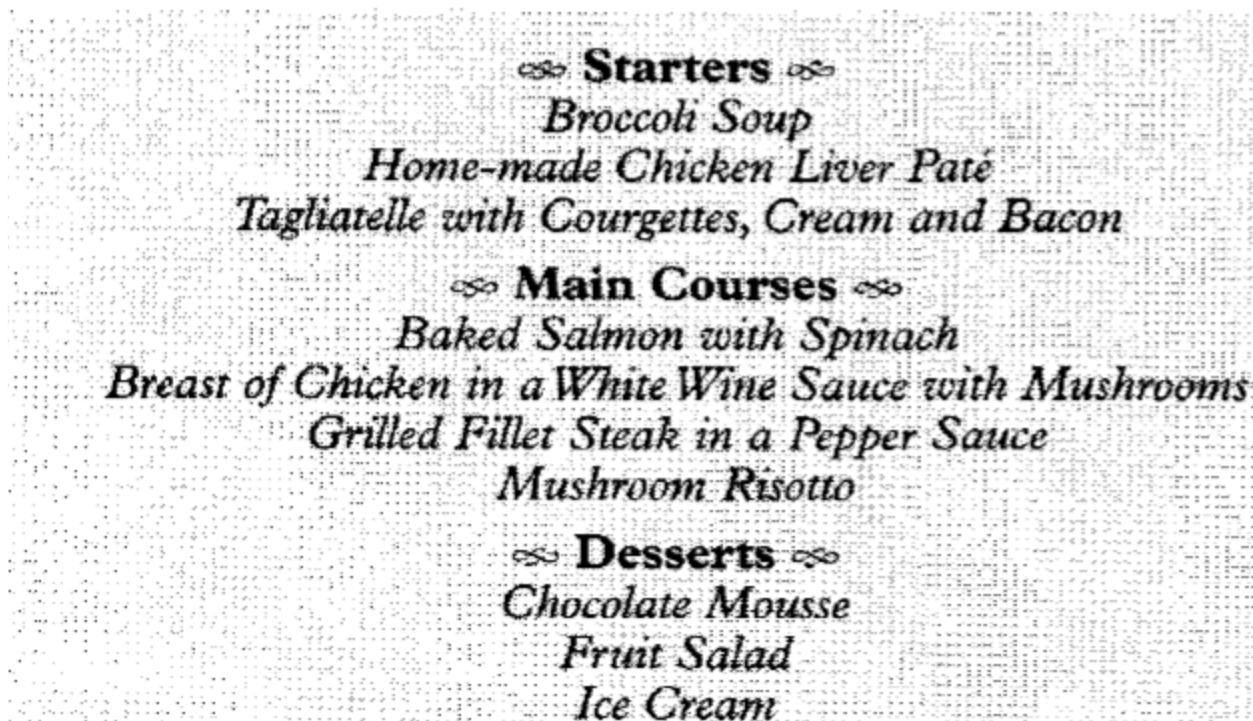 Starters
Broccoli Soup
Home-made Chicken Liver Paté
Tagliatelle with Courgettes, Cream and Bacon
Main Courses
Baked Salmon with Spinach
Breast of Chicken in a White Wine Sauce with Mushrooms
Grilled Fillet Steak in a Pepper Sauce
Mushroom Risotto
Desserts
Chocolate Mousse
Fruit Salad
Ice Cream